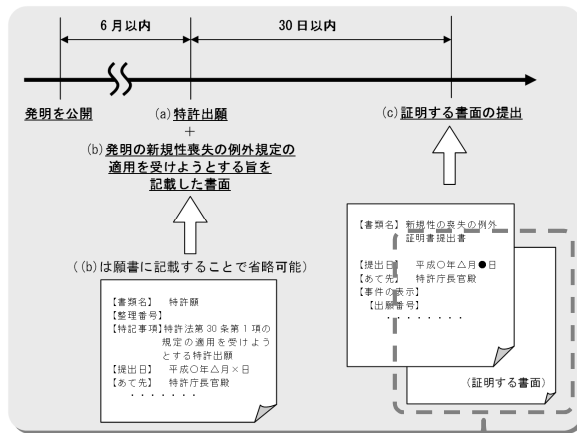 6月以内
30日以内
発明を公開
(a)特許出願
(c)証明する書面の提出
+
(b)発明の新規性喪失の例外規定の
適用を受けようとする旨を
記載した書面
((b)は願書に記載することで省略可能)
【書類名】 特許願
【整理番号】
【特記事項】特許法第30条第1項の
規定の適用を受けよう
とする特許出願
【提出日】 平成○年△月×日
【あて先】 特許庁長官殿
・・・・・・・
【書類名】新規性の喪失の例外
証明書提出書
【提出日】 平成○年△月●日
【あて先】 特許庁長官殿
【事件の表示】
【出願番号】
・・・・・・・・
(証明する書面)